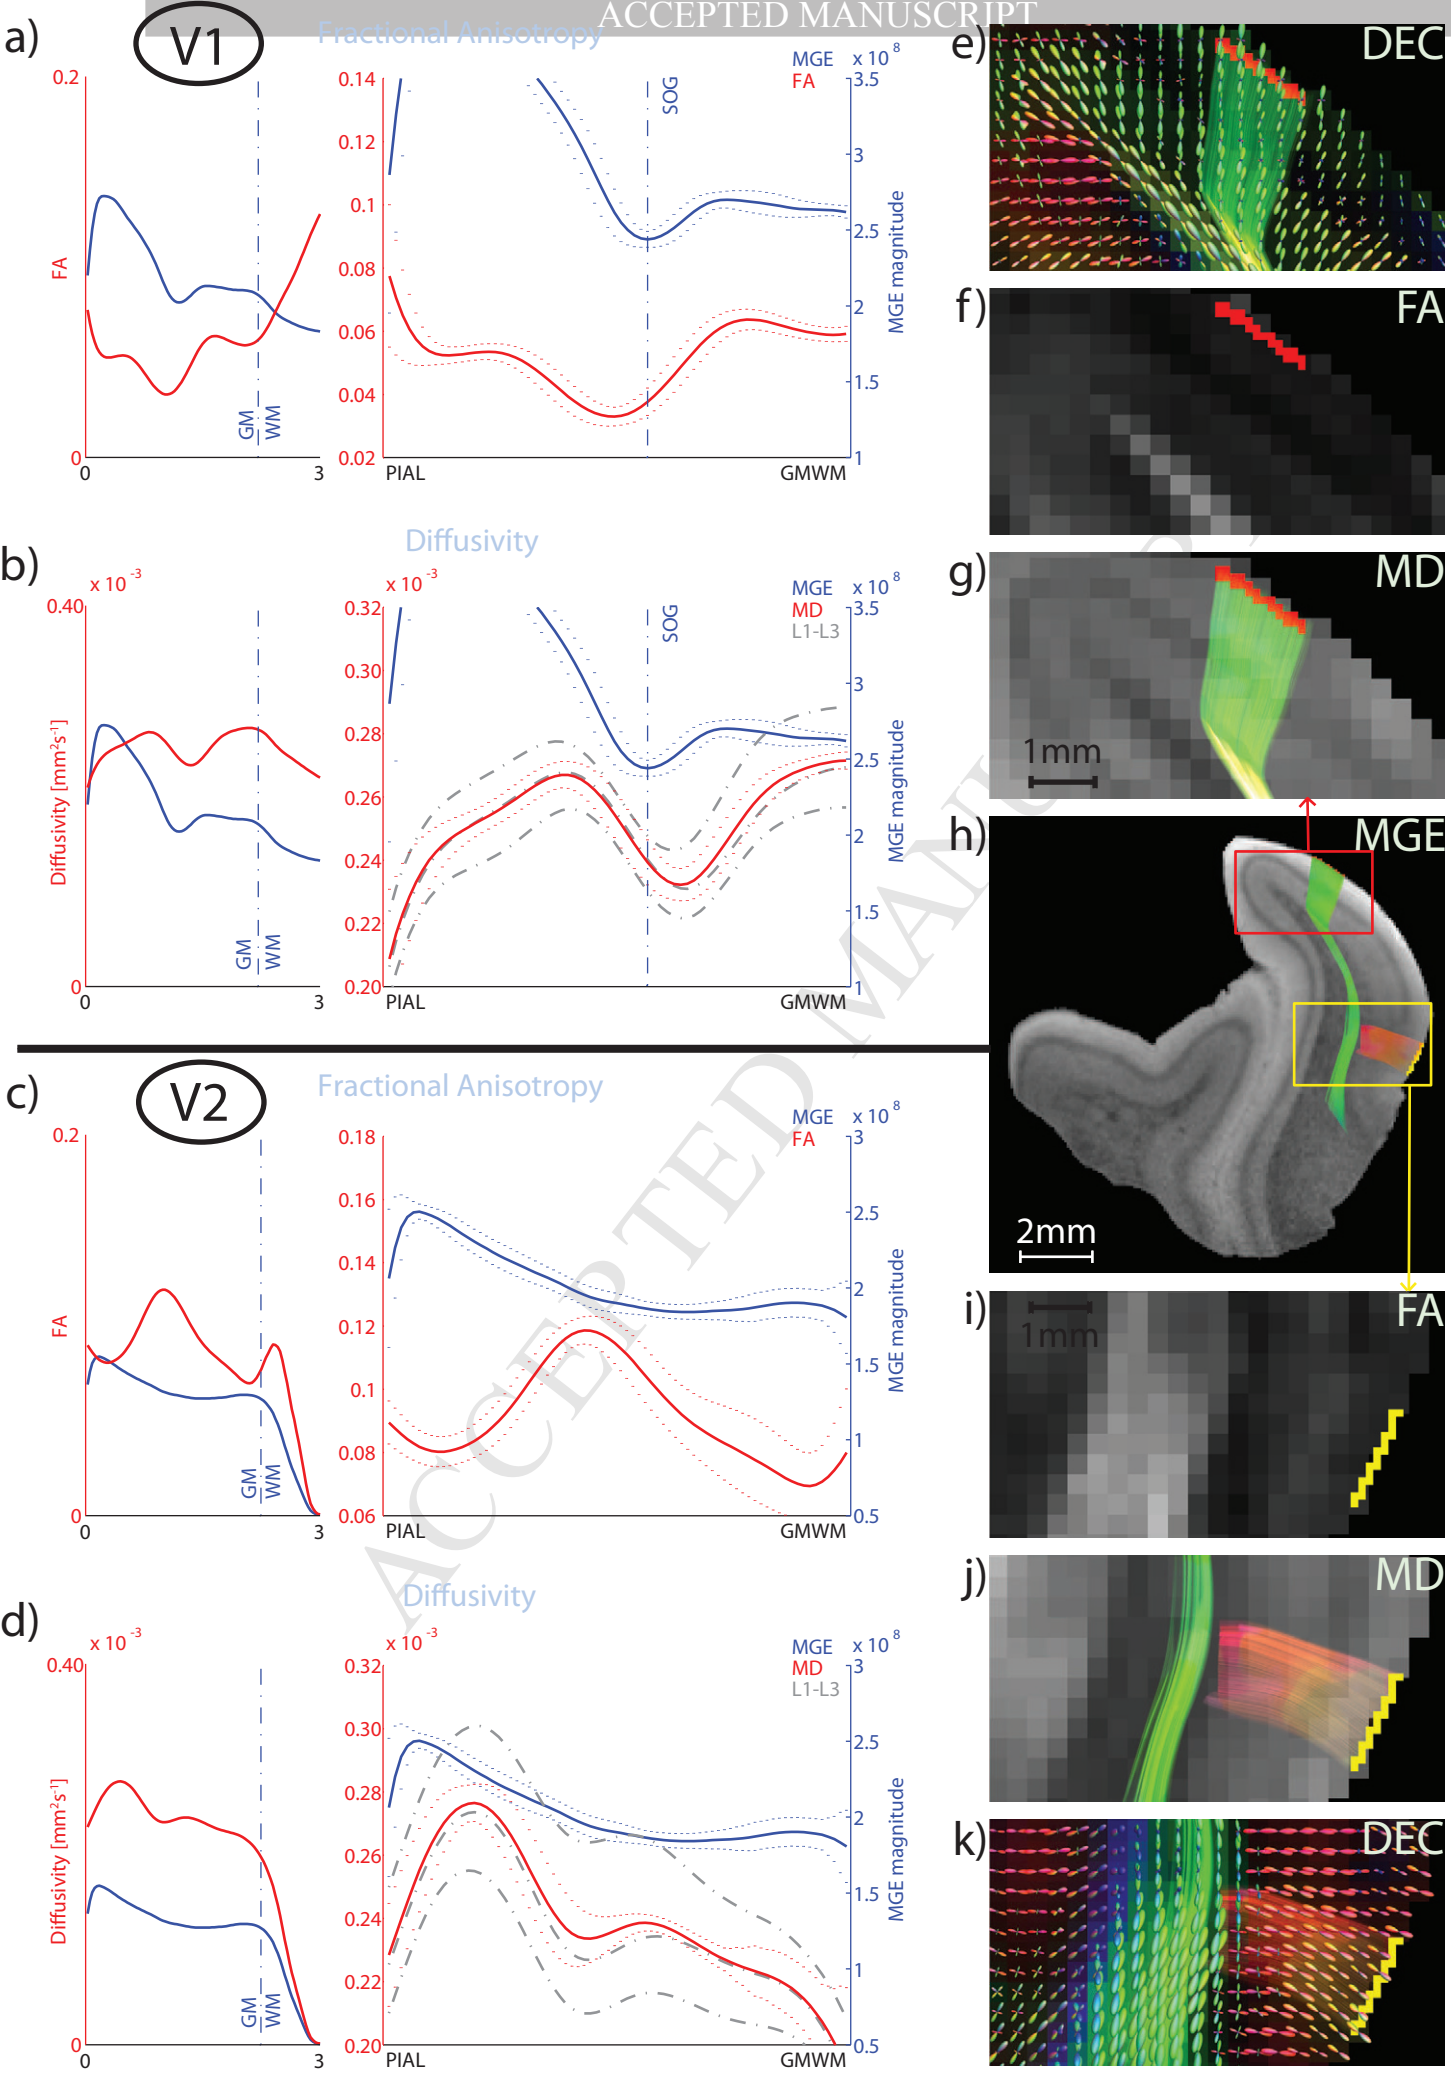 ACCEPTED MANUSCRIPT
a)
V1
Fractional Anisotropy
MGE x 10 8
FA
0.2
FA
0
0
3
GM
WM
0.14
0.12
0.1
0.08
0.06
0.04
0.02
PIAL
GMWM
SOG
3.5
3
2.5
2
1.5
1
MGE magnitude
b)
Diffusivity
x 10 -3
0.40
Diffusivity [mm²s⁻¹]
0
0
3
GM
WM
x 10 -3
MGE x 10 8
MD
L1-L3
0.32
0.30
0.28
0.26
0.24
0.22
0.20
PIAL
GMWM
SOG
3.5
3
2.5
2
1.5
1
MGE magnitude
c)
V2
Fractional Anisotropy
MGE x 10 8
FA
0.2
FA
0
0
3
GM
WM
0.18
0.16
0.14
0.12
0.1
0.08
0.06
PIAL
GMWM
3
2.5
2
1.5
1
0.5
MGE magnitude
d)
Diffusivity
x 10 -3
0.40
Diffusivity [mm²s⁻¹]
0
0
3
GM
WM
x 10 -3
MGE x 10 8
MD
L1-L3
0.32
0.30
0.28
0.26
0.24
0.22
0.20
PIAL
GMWM
3
2.5
2
1.5
1
0.5
MGE magnitude
e)
DEC
f)
FA
g)
MD
1mm
h)
MGE
2mm
i)
FA
1mm
j)
MD
k)
DEC
ACCEPTED MANUSCRIPT